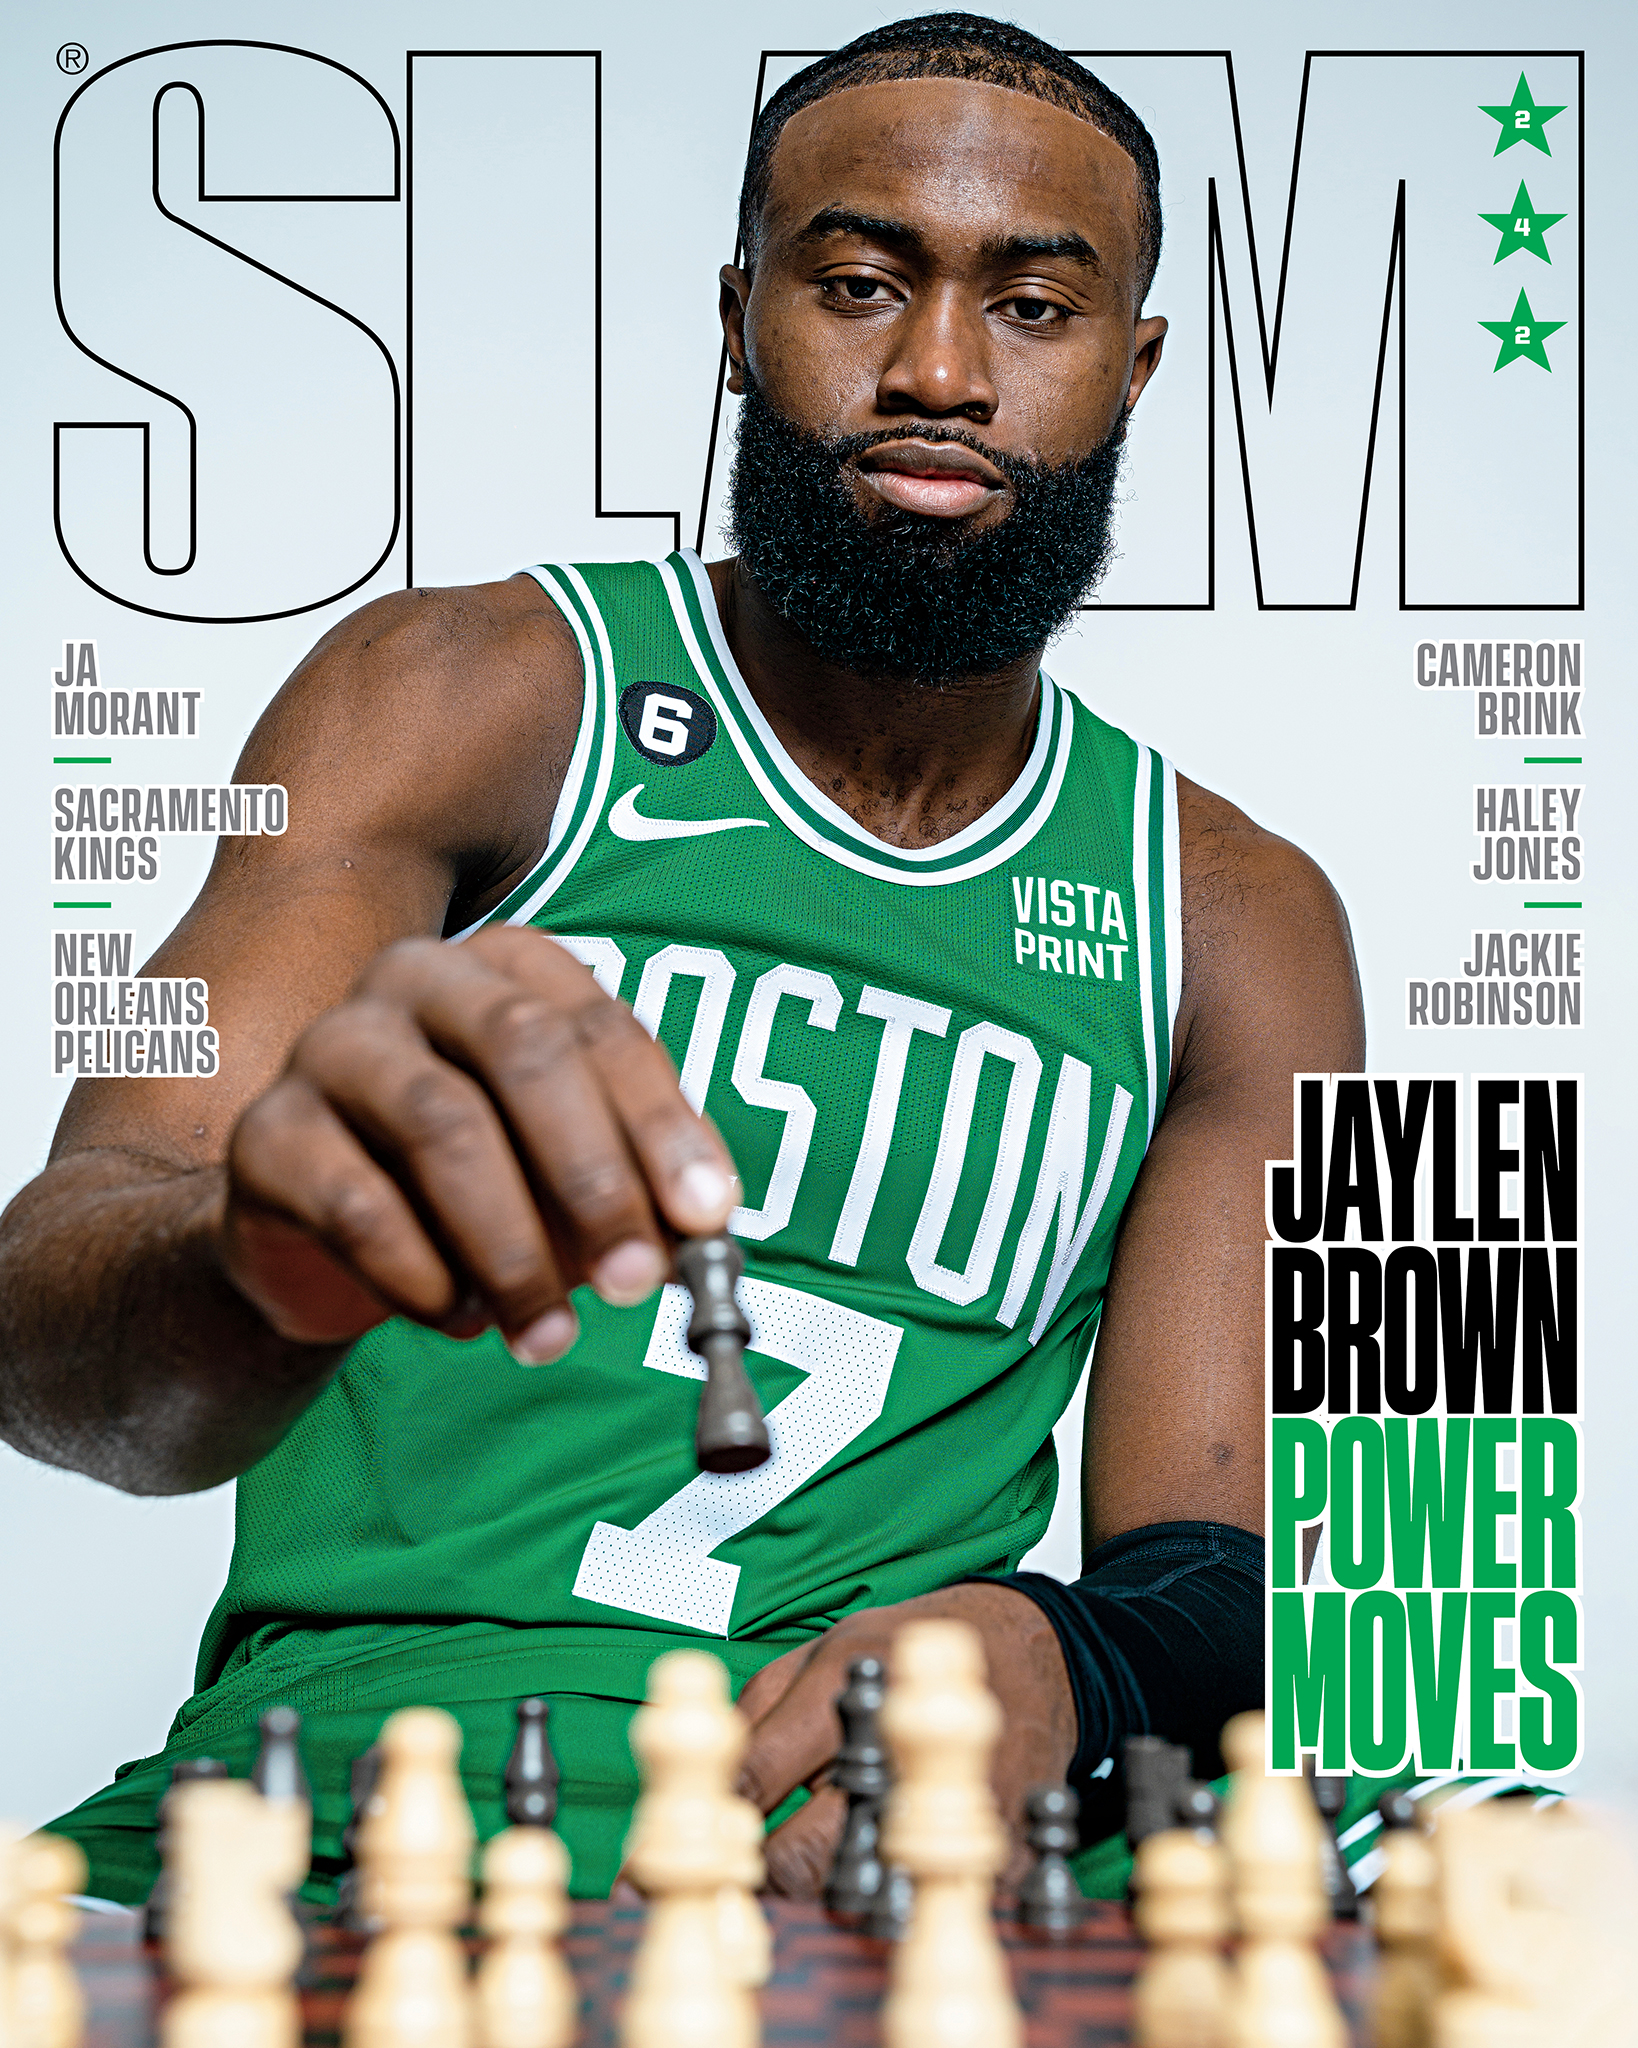 ®
SLAM
2
4
2
JA
MORANT
SACRAMENTO
KINGS
NEW
ORLEANS
PELICANS
CAMERON
BRINK
HALEY
JONES
JACKIE
ROBINSON
6
VISTA
PRINT
BOSTON
7
JAYLEN
BROWN
POWER
MOVES